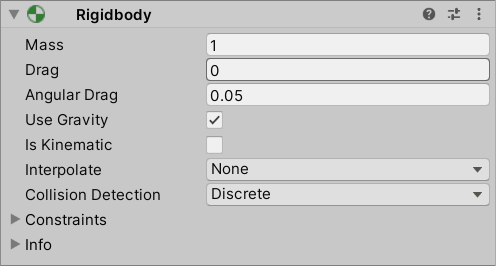 Rigidbody
Mass 1
Drag 0
Angular Drag 0.05
Use Gravity
Is Kinematic
Interpolate None
Collision Detection Discrete
Constraints
Info